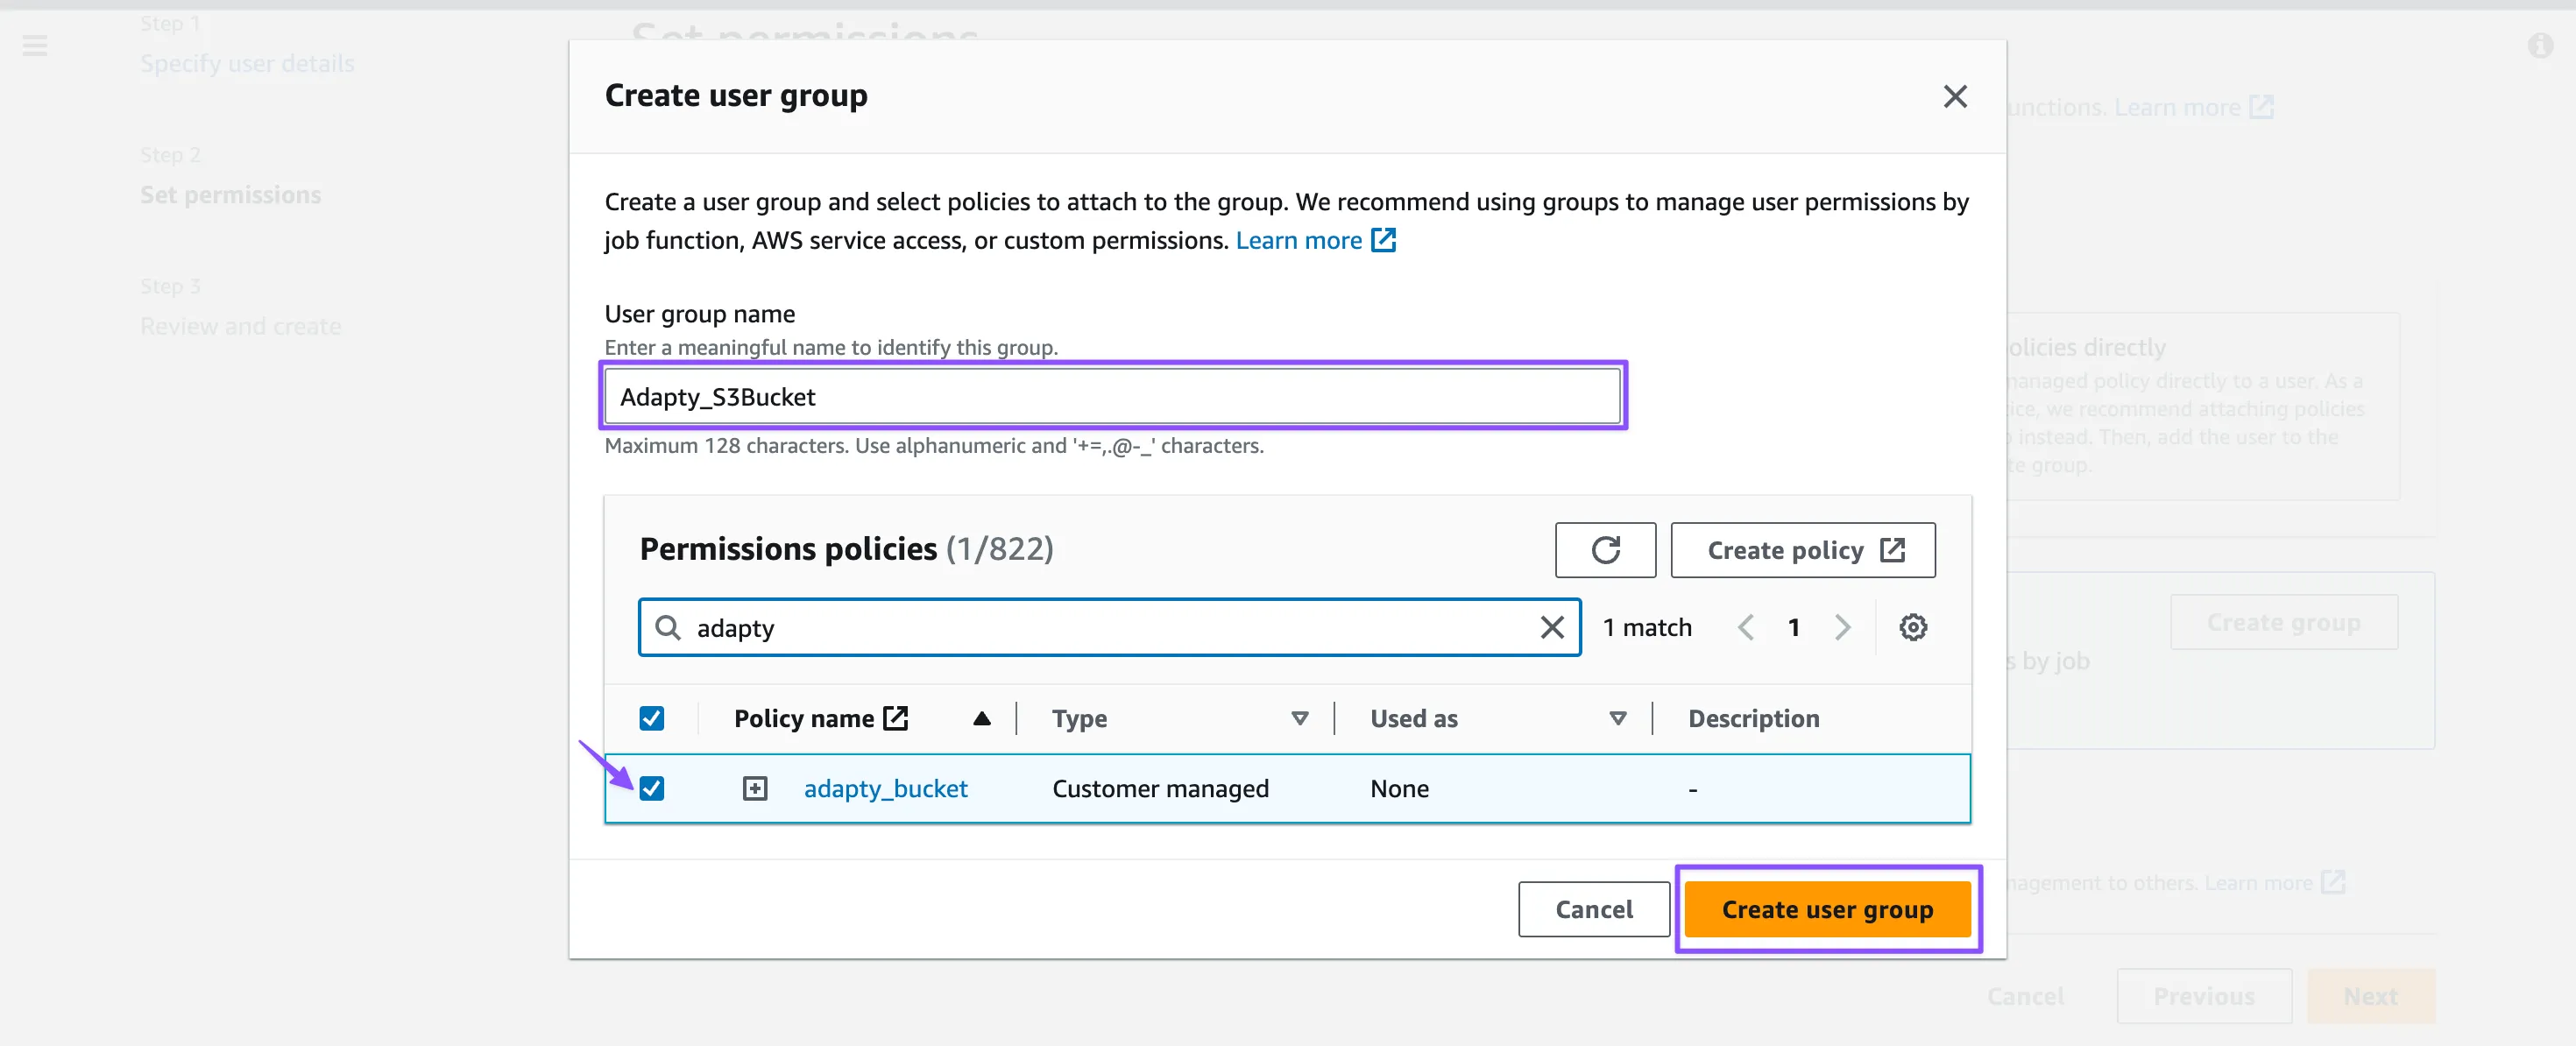 Step 1
Specify user details
Step 2
Set permissions
Step 3
Review and create
Set permissions
functions. Learn more
Create user group
Create a user group and select policies to attach to the group. We recommend using groups to manage user permissions by
job function, AWS service access, or custom permissions. Learn more
User group name
Enter a meaningful name to identify this group.
Adapty_S3Bucket
Maximum 128 characters. Use alphanumeric and '+=,.@-_' characters.
Permissions policies (1/822)
Create policy
adapty
1 match
1
Policy name
Type
Used as
Description
adapty_bucket
Customer managed
None
-
Cancel
Create user group
policies directly
managed policy directly to a user. As a
we recommend attaching policies
instead. Then, add the user to the
group.
Create group
by job
to others. Learn more
Cancel
Previous
Next